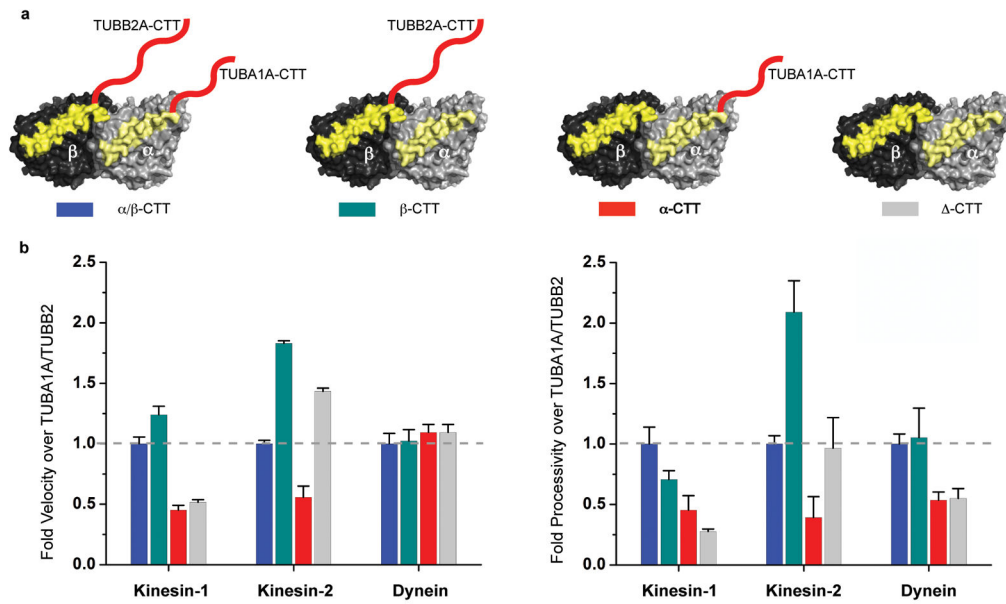 a
TUBB2A-CTT
TUBA1A-CTT
β
α
α/β-CTT
TUBB2A-CTT
β
α
β-CTT
TUBA1A-CTT
β
α
α-CTT
β
α
Δ-CTT
b
Fold Velocity over TUBA1A/TUBB2
2.5
2.0
1.5
1.0
0.5
0.0
Kinesin-1 Kinesin-2 Dynein
Fold Processivity over TUBA1A/TUBB2
2.5
2.0
1.5
1.0
0.5
0.0
Kinesin-1 Kinesin-2 Dynein